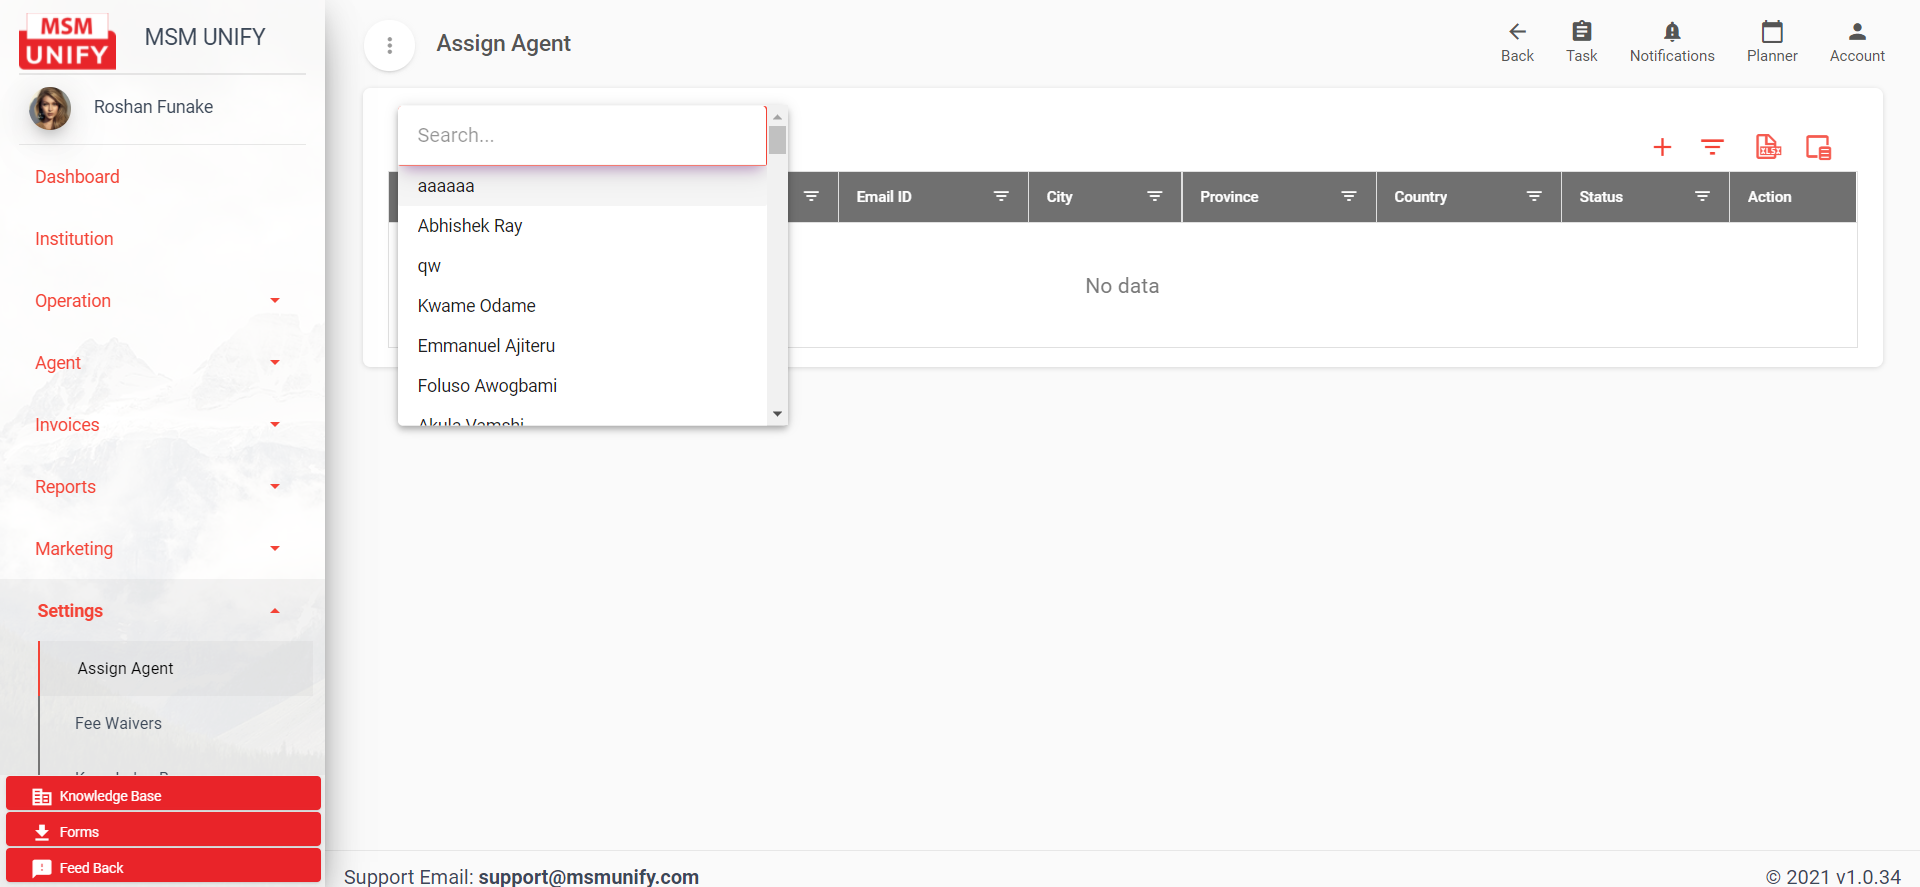 MSM
UNIFY
MSM UNIFY
Roshan Funake
Dashboard
Institution
Operation
Agent
Invoices
Reports
Marketing
Settings
Assign Agent
Fee Waivers
Knowledge Base
Forms
Feed Back
Assign Agent
Back
Task
Notifications
Planner
Account
Search...
aaaaaa
Abhishek Ray
qw
Kwame Odame
Emmanuel Ajiteru
Foluso Awogbami
Akula Vamshi
Email ID
City
Province
Country
Status
Action
No data
Support Email: support@msmunify.com
© 2021 v1.0.34